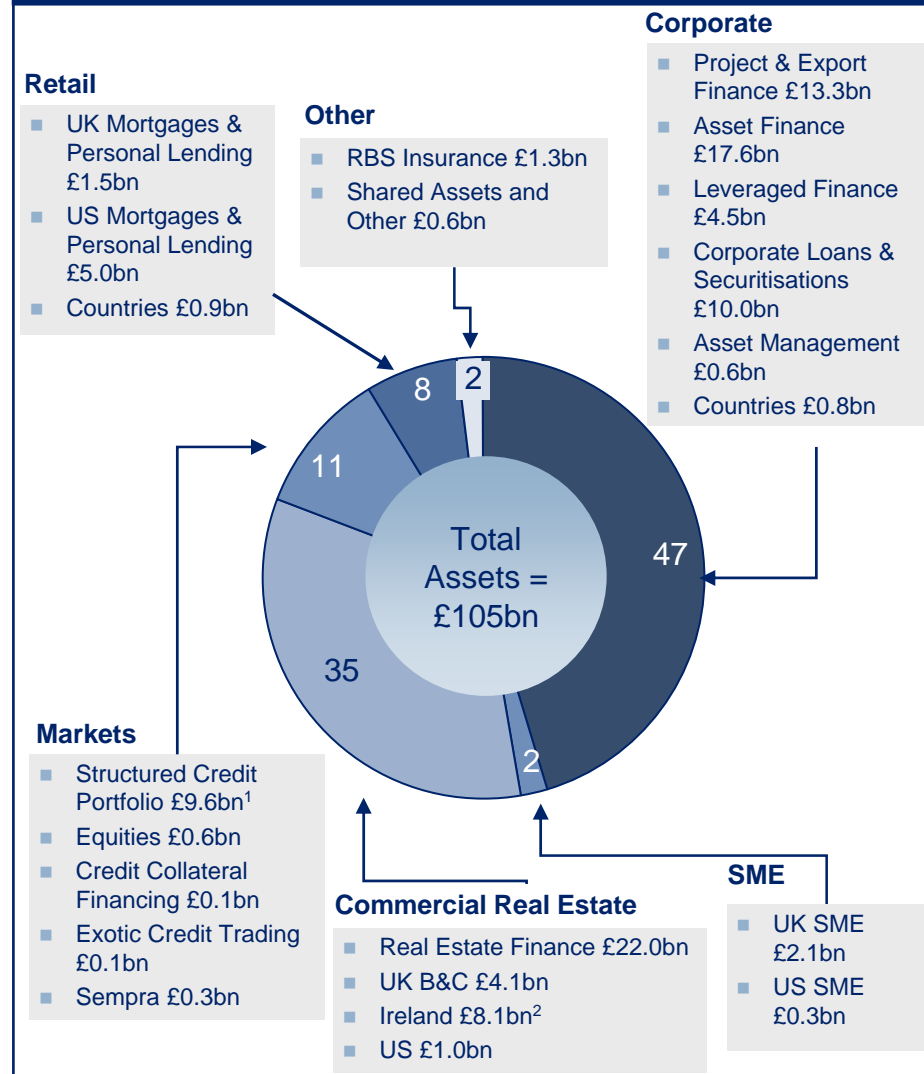 Corporate
Project & Export
Finance £13.3bn
Asset Finance
£17.6bn
Leveraged Finance
£4.5bn
Corporate Loans &
Securitisations
£10.0bn
Asset Management
£0.6bn
Countries £0.8bn
Retail
UK Mortgages &
Personal Lending
£1.5bn
US Mortgages &
Personal Lending
£5.0bn
Countries £0.9bn
Other
RBS Insurance £1.3bn
Shared Assets and
Other £0.6bn
8
2
11
47
Total
Assets =
£105bn
35
2
Markets
Structured Credit
Portfolio £9.6bn¹
Equities £0.6bn
Credit Collateral
Financing £0.1bn
Exotic Credit Trading
£0.1bn
Sempra £0.3bn
Commercial Real Estate
Real Estate Finance £22.0bn
UK B&C £4.1bn
Ireland £8.1bn²
US £1.0bn
SME
UK SME
£2.1bn
US SME
£0.3bn